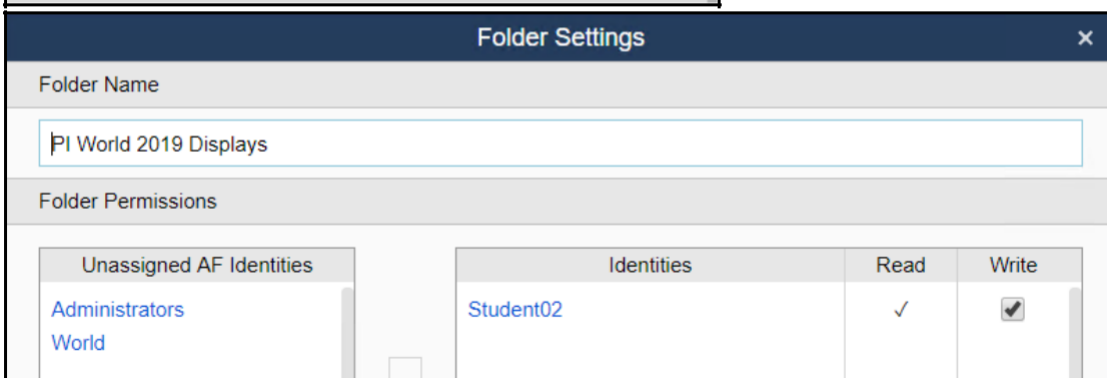 Folder Settings ×
Folder Name
PI World 2019 Displays
Folder Permissions
Unassigned AF Identities Identities Read Write
Administrators Student02 ✓
World